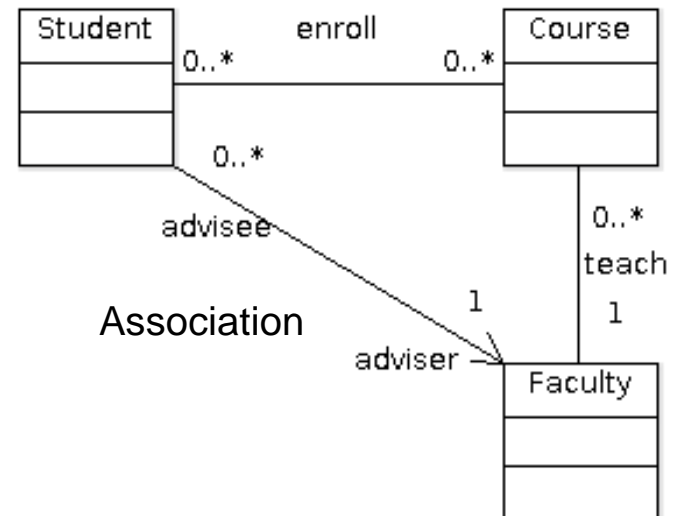 Student
enroll
Course
0..*
0..*
0..*
advisee
0..*
teach
1
1
Association
adviser
Faculty